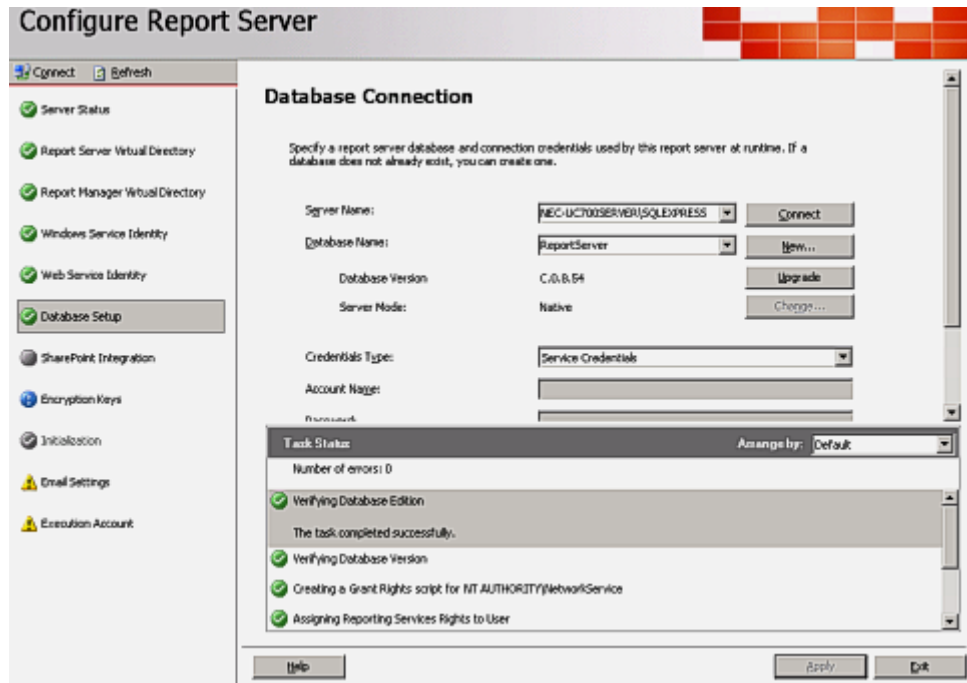 Configure Report Server
Connect Refresh
Server Status
Report Server Virtual Directory
Report Manager Virtual Directory
Windows Service Identity
Web Service Identity
Database Setup
SharePoint Integration
Encryption Keys
Initialization
Email Settings
Execution Account
Database Connection
Specify a report server database and connection credentials used by this report server at runtime. If a
database does not already exist, you can create one.
Server Name: NEC-UC700SERVER\SQLEXPRESS Connect
Database Name: ReportServer New...
Database Version C.0.8.54 Upgrade
Server Mode: Native Change...
Credentials Type: Service Credentials
Account Name:
Password:
Task Status Arrange by: Default
Number of errors: 0
Verifying Database Edition
The task completed successfully.
Verifying Database Version
Creating a Grant Rights script for NT AUTHORITY\NetworkService
Assigning Reporting Services Rights to User
Help Apply Exit